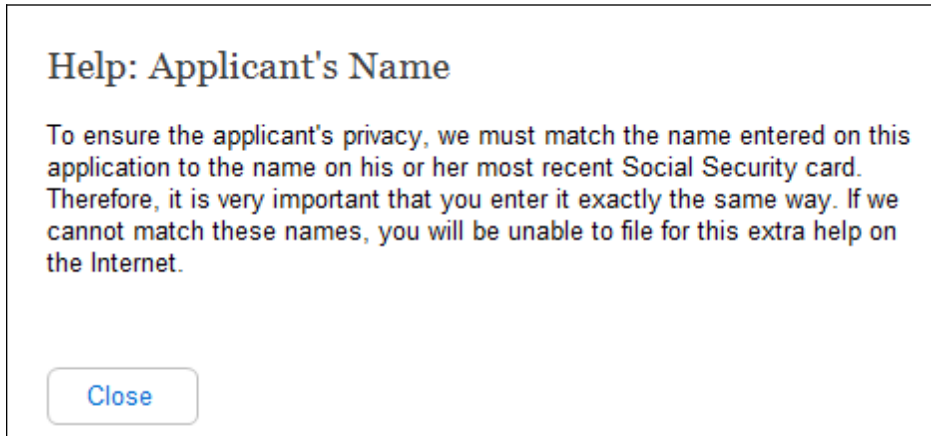 Help: Applicant's Name
To ensure the applicant's privacy, we must match the name entered on this
application to the name on his or her most recent Social Security card.
Therefore, it is very important that you enter it exactly the same way. If we
cannot match these names, you will be unable to file for this extra help on
the Internet.
Close